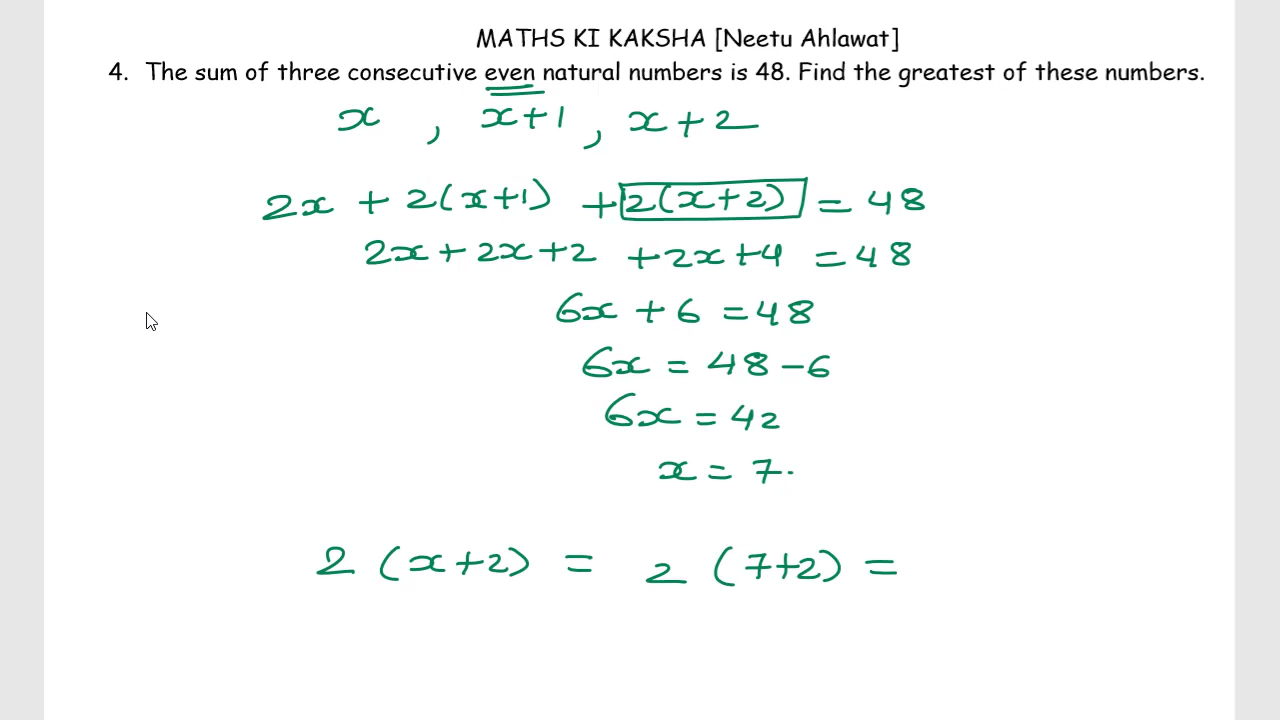 MATHS KI KAKSHA [Neetu Ahlawat]
4. The sum of three consecutive even natural numbers is 48. Find the greatest of these numbers.
x , x+1 , x+2
2x + 2(x+1) + 2(x+2) = 48
2x + 2x + 2 + 2x + 4 = 48
6x + 6 = 48
6x = 48 - 6
6x = 42
x = 7.
2 (x+2) = 2 (7+2) =